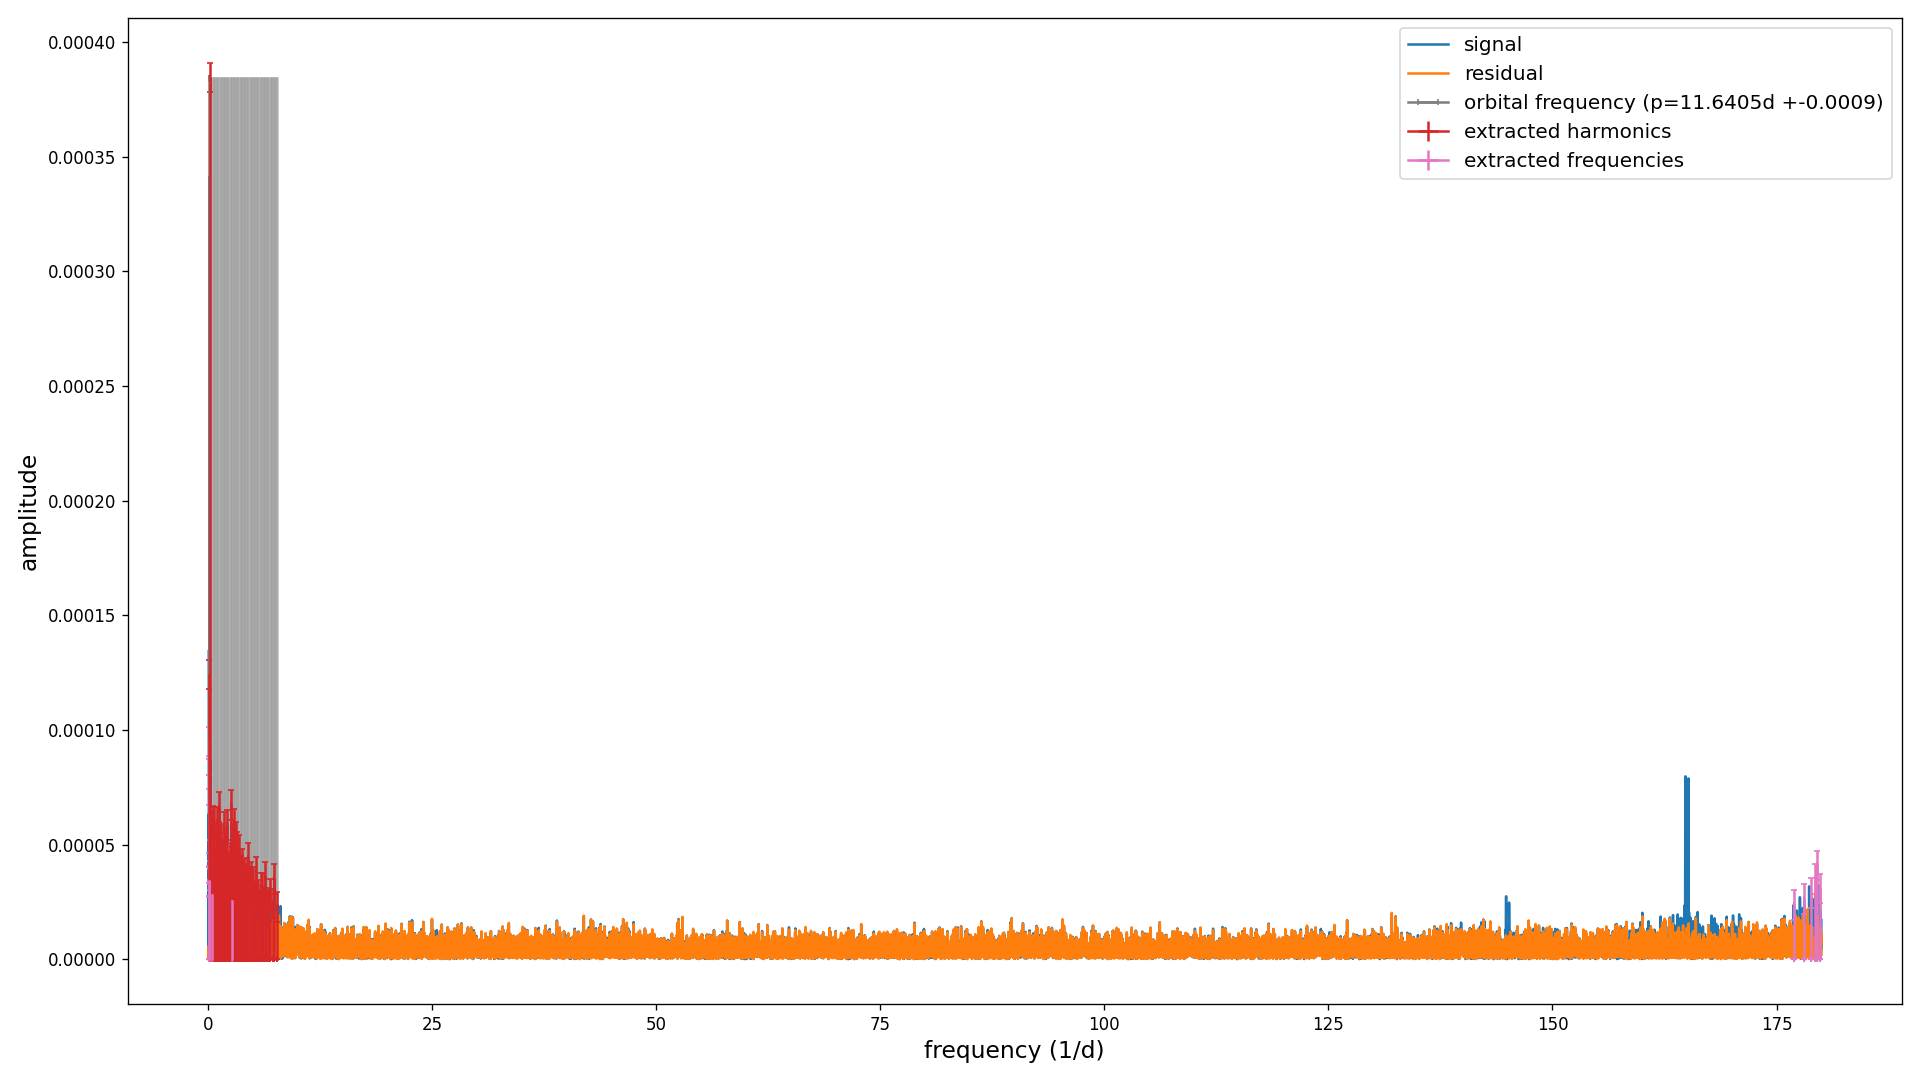 signal
residual
orbital frequency (p=11.6405d +-0.0009)
extracted harmonics
extracted frequencies
amplitude
0.00040
0.00035
0.00030
0.00025
0.00020
0.00015
0.00010
0.00005
0.00000
0 25 50 75 100 125 150 175
frequency (1/d)